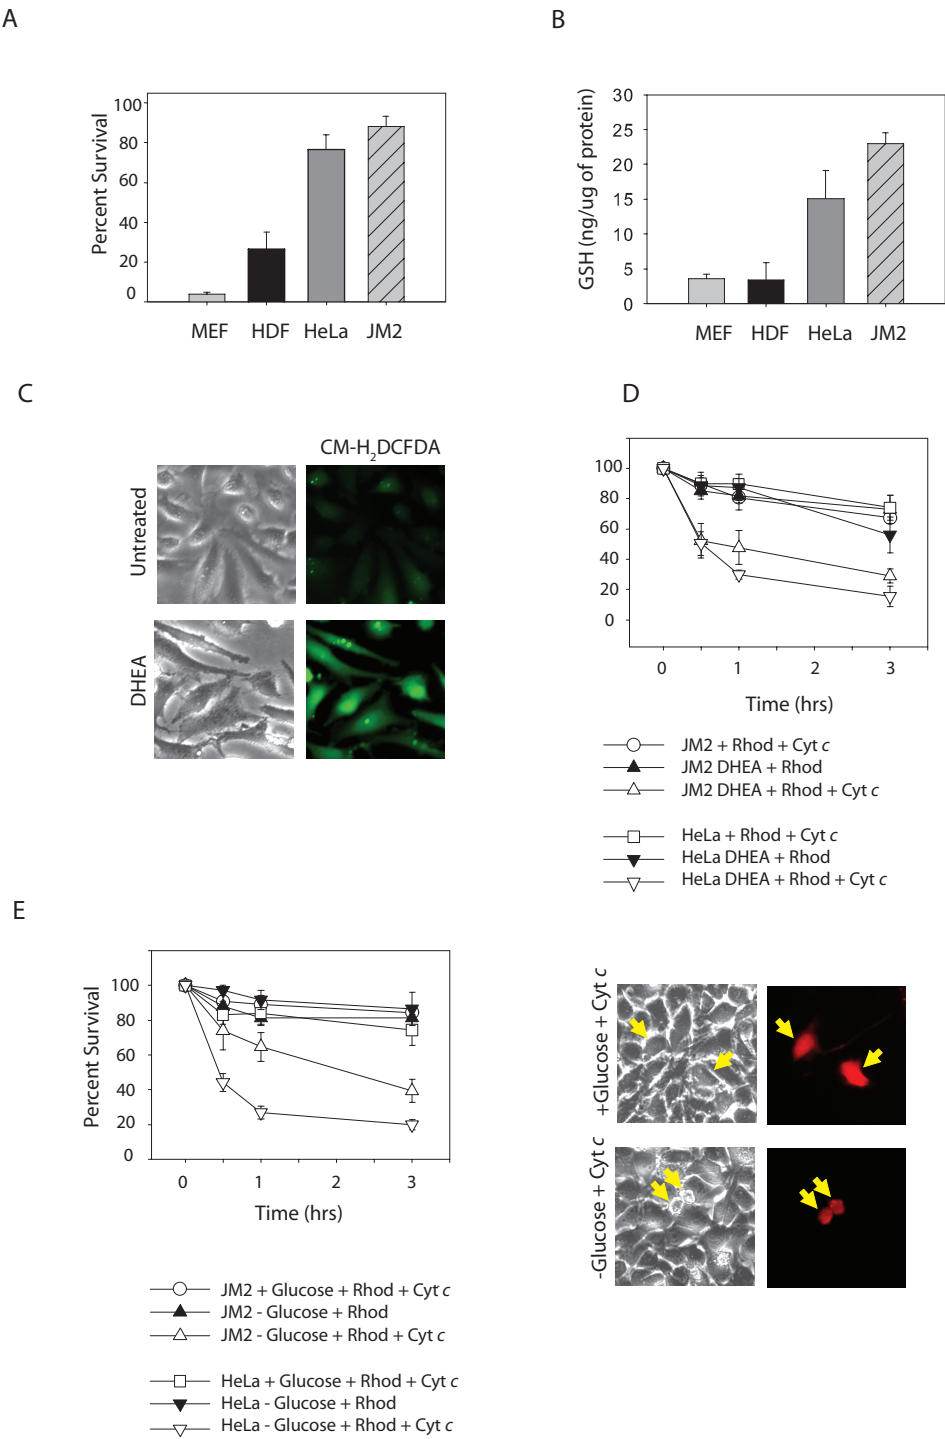 A
Percent Survival
100
80
60
40
20
0
MEF HDF HeLa JM2
B
GSH (ng/ug of protein)
30
25
20
15
10
5
0
MEF HDF HeLa JM2
C
CM-H2DCFDA
Untreated
DHEA
D
100
80
60
40
20
0
0 1 2 3
Time (hrs)
JM2 + Rhod + Cyt c
JM2 DHEA + Rhod
JM2 DHEA + Rhod + Cyt c
HeLa + Rhod + Cyt c
HeLa DHEA + Rhod
HeLa DHEA + Rhod + Cyt c
E
Percent Survival
100
80
60
40
20
0
0 1 2 3
Time (hrs)
JM2 + Glucose + Rhod + Cyt c
JM2 - Glucose + Rhod
JM2 - Glucose + Rhod + Cyt c
HeLa + Glucose + Rhod + Cyt c
HeLa - Glucose + Rhod
HeLa - Glucose + Rhod + Cyt c
+Glucose + Cyt c
-Glucose + Cyt c